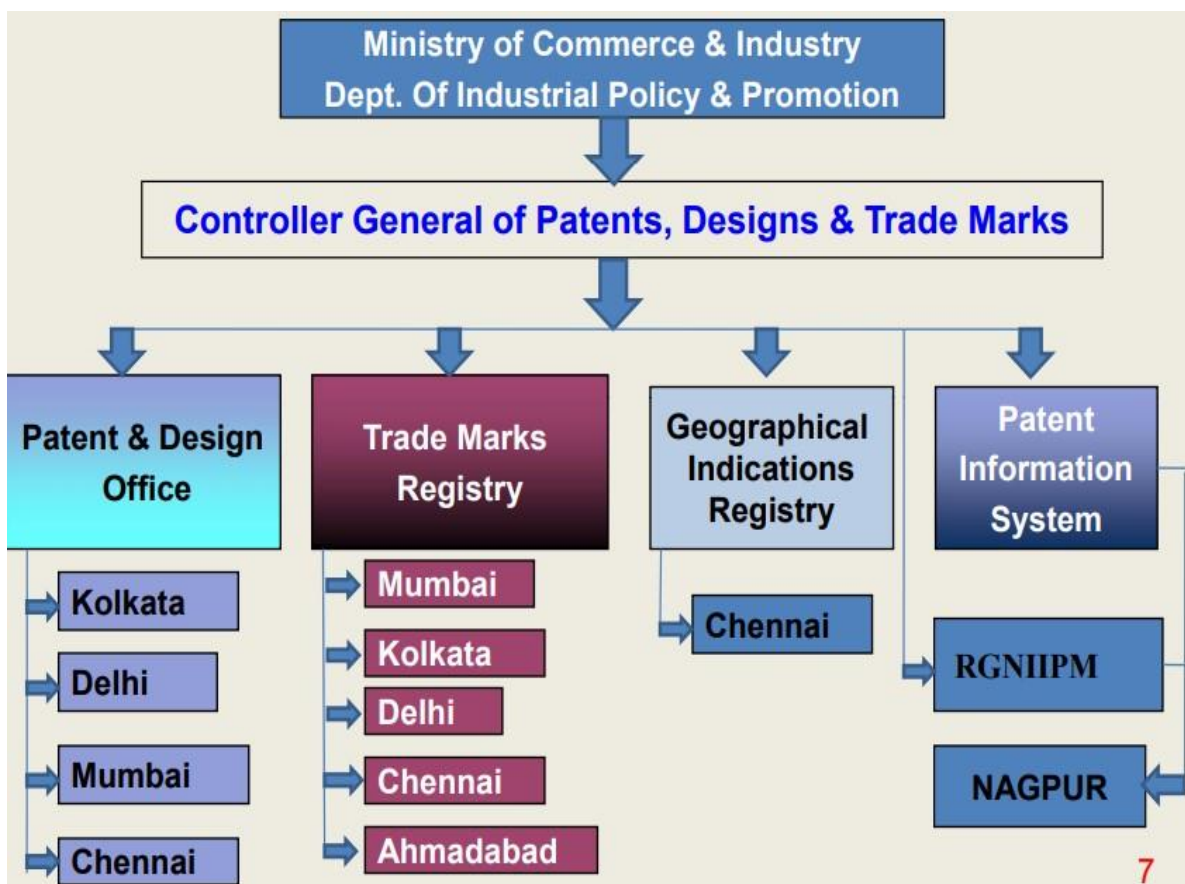 Ministry of Commerce & Industry
Dept. Of Industrial Policy & Promotion
Controller General of Patents, Designs & Trade Marks
Patent & Design
Office
Kolkata
Delhi
Mumbai
Chennai
Trade Marks
Registry
Mumbai
Kolkata
Delhi
Chennai
Ahmadabad
Geographical
Indications
Registry
Chennai
Patent
Information
System
RGNIIPM
NAGPUR
7